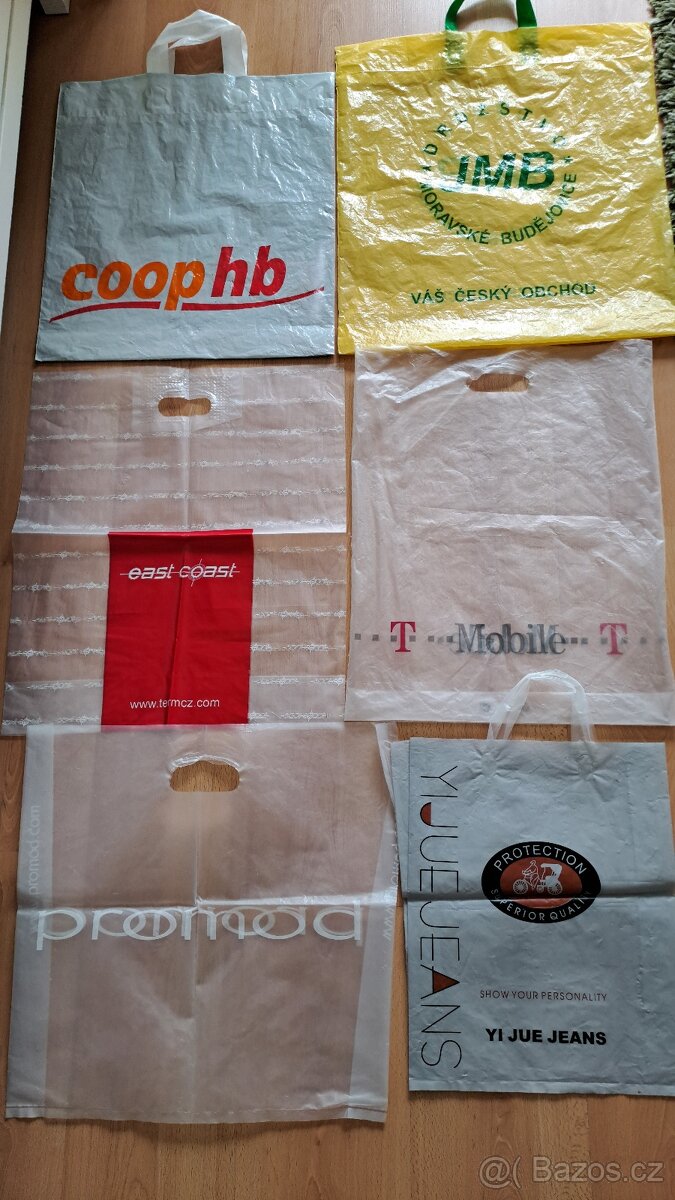 coop hb
DRUŽSTVO
JMB
MORAVSKÉ BUDĚJOVICE
VÁŠ ČESKÝ OBCHOD
east coast
www.termcz.com
T - Mobile - T
promod.com
promod
YIJUEJEANS
PROTECTION
SUPERIOR QUALITY
SHOW YOUR PERSONALITY
YI JUE JEANS
© Bazos.cz